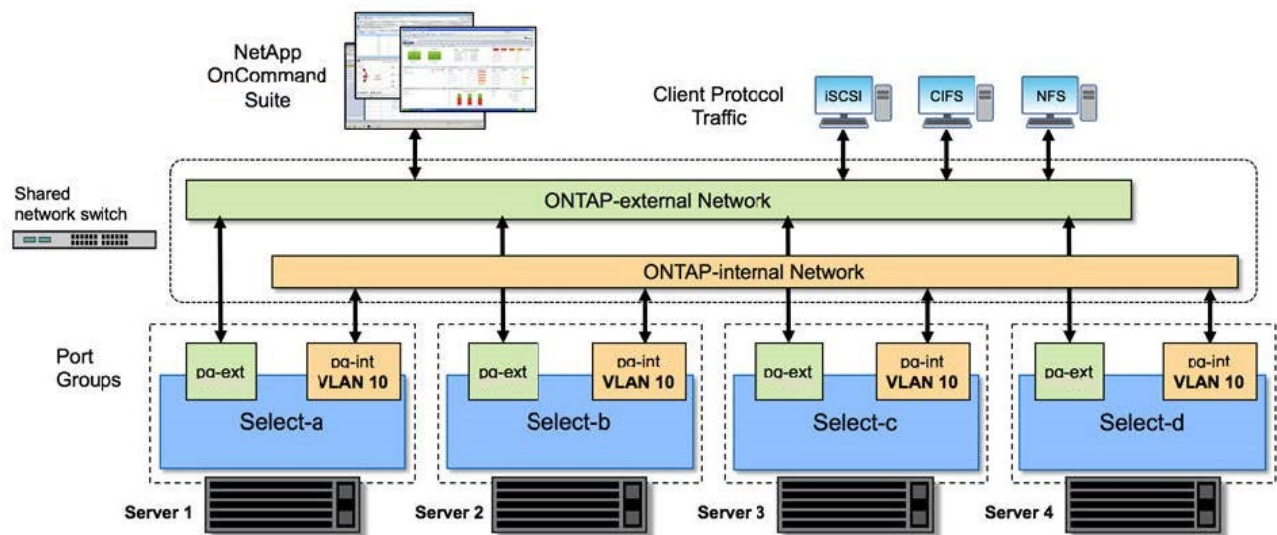 NetApp
OnCommand
Suite
Client Protocol
Traffic
iSCSI
CIFS
NFS
Shared
network switch
ONTAP-external Network
ONTAP-internal Network
Port
Groups
pg-ext
pg-int
VLAN 10
Select-a
pg-ext
pg-int
VLAN 10
Select-b
pg-ext
pg-int
VLAN 10
Select-c
pg-ext
pg-int
VLAN 10
Select-d
Server 1
Server 2
Server 3
Server 4